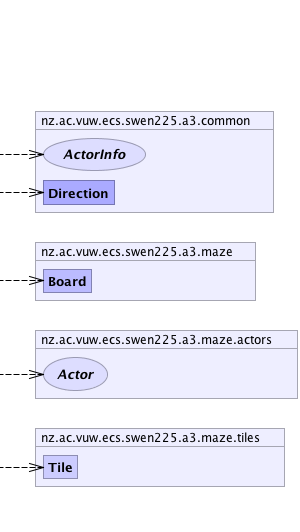 nz.ac.vuw.ecs.swen225.a3.common
ActorInfo
Direction
nz.ac.vuw.ecs.swen225.a3.maze
Board
nz.ac.vuw.ecs.swen225.a3.maze.actors
Actor
nz.ac.vuw.ecs.swen225.a3.maze.tiles
Tile